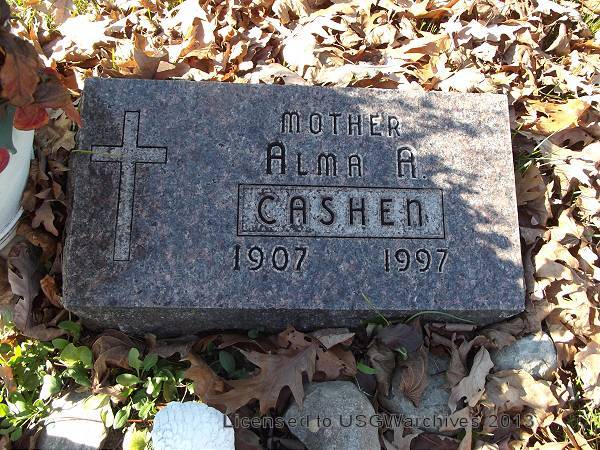 MOTHER
ALMA A.
CASHEN
1907 1997
Licensed to USGWarchives 2013